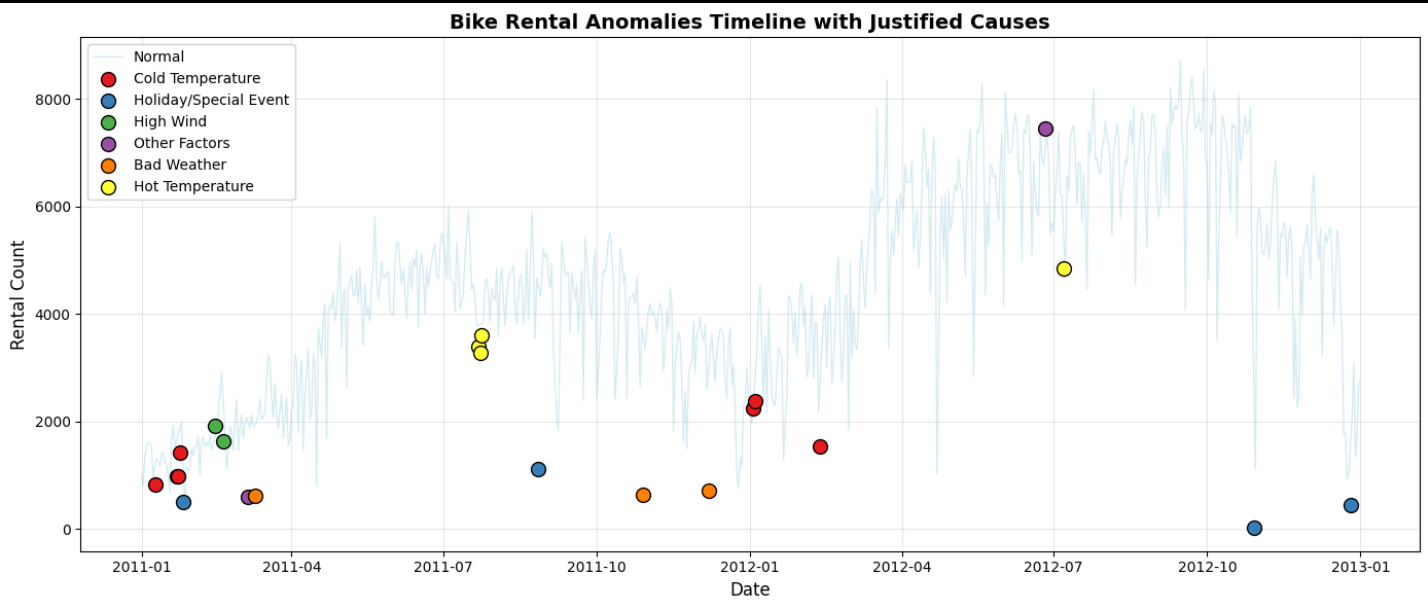 Bike Rental Anomalies Timeline with Justified Causes
Normal
Cold Temperature
Holiday/Special Event
High Wind
Other Factors
Bad Weather
Hot Temperature
Rental Count
8000
6000
4000
2000
0
2011-01 2011-04 2011-07 2011-10 2012-01 2012-04 2012-07 2012-10 2013-01
Date